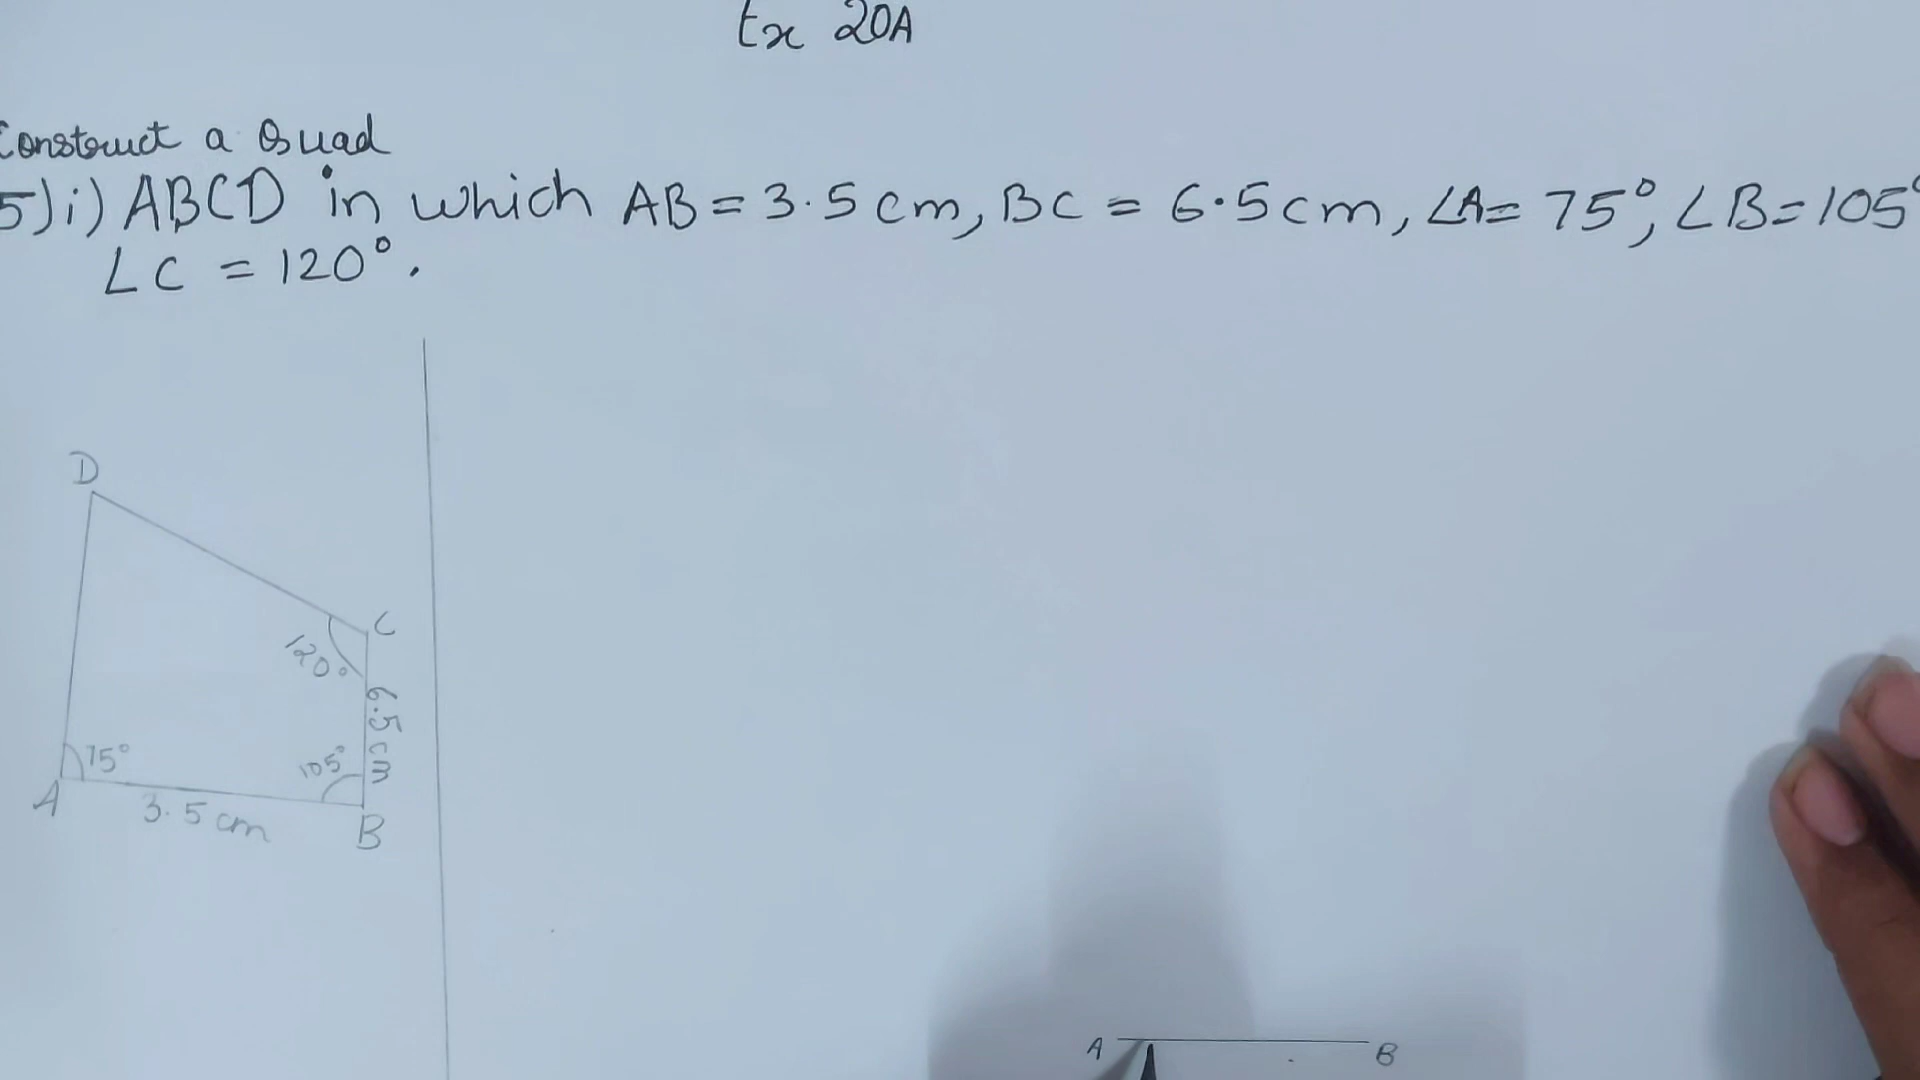 Ex 20A
Construct a Quad
5)i) ABCD in which AB = 3.5 cm, BC = 6.5 cm, ∠A = 75°, ∠B = 105°
∠C = 120°.
D
C
120°
6.5 cm
75°
105°
A
3.5 cm
B
A
B